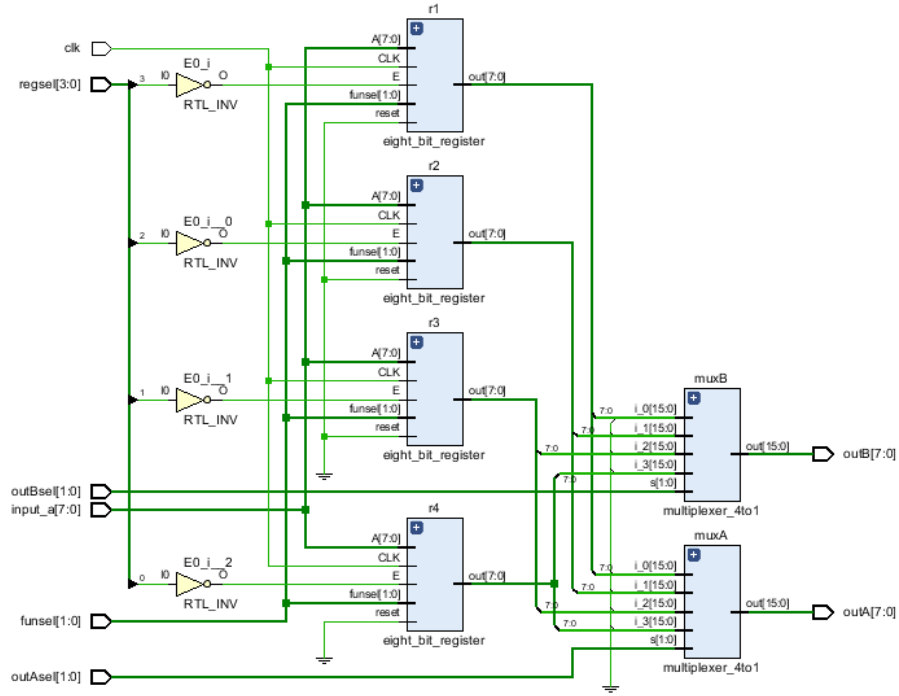 r1
clk
A[7:0]
CLK
E0_i
regsel[3:0]
3
I0
O
E
out[7:0]
funsel[1:0]
RTL_INV
reset
eight_bit_register
r2
A[7:0]
CLK
E0_i__0
2
I0
O
E
out[7:0]
funsel[1:0]
RTL_INV
reset
eight_bit_register
r3
A[7:0]
CLK
E0_i__1
1
I0
O
E
out[7:0]
funsel[1:0]
RTL_INV
reset
eight_bit_register
muxB
7:0
i_0[15:0]
7:0
i_1[15:0]
7:0
i_2[15:0]
out[15:0]
outB[7:0]
i_3[15:0]
7:0
s[1:0]
multiplexer_4to1
outBsel[1:0]
input_a[7:0]
r4
A[7:0]
CLK
E0_i__2
0
I0
O
E
out[7:0]
funsel[1:0]
RTL_INV
reset
eight_bit_register
muxA
7:0
i_0[15:0]
7:0
i_1[15:0]
7:0
i_2[15:0]
out[15:0]
outA[7:0]
7:0
i_3[15:0]
s[1:0]
multiplexer_4to1
funsel[1:0]
outAsel[1:0]